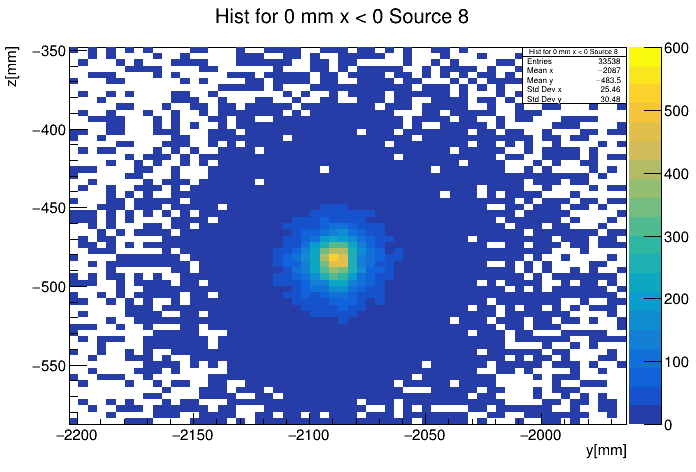 Hist for 0 mm x < 0 Source 8
z[mm]
Hist for 0 mm x < 0 Source 8
Entries 33538
Mean x −2087
Mean y −483.5
Std Dev x 25.46
Std Dev y 30.48
−350
−400
−450
−500
−550
600
500
400
300
200
100
0
−2200 −2150 −2100 −2050 −2000
y[mm]